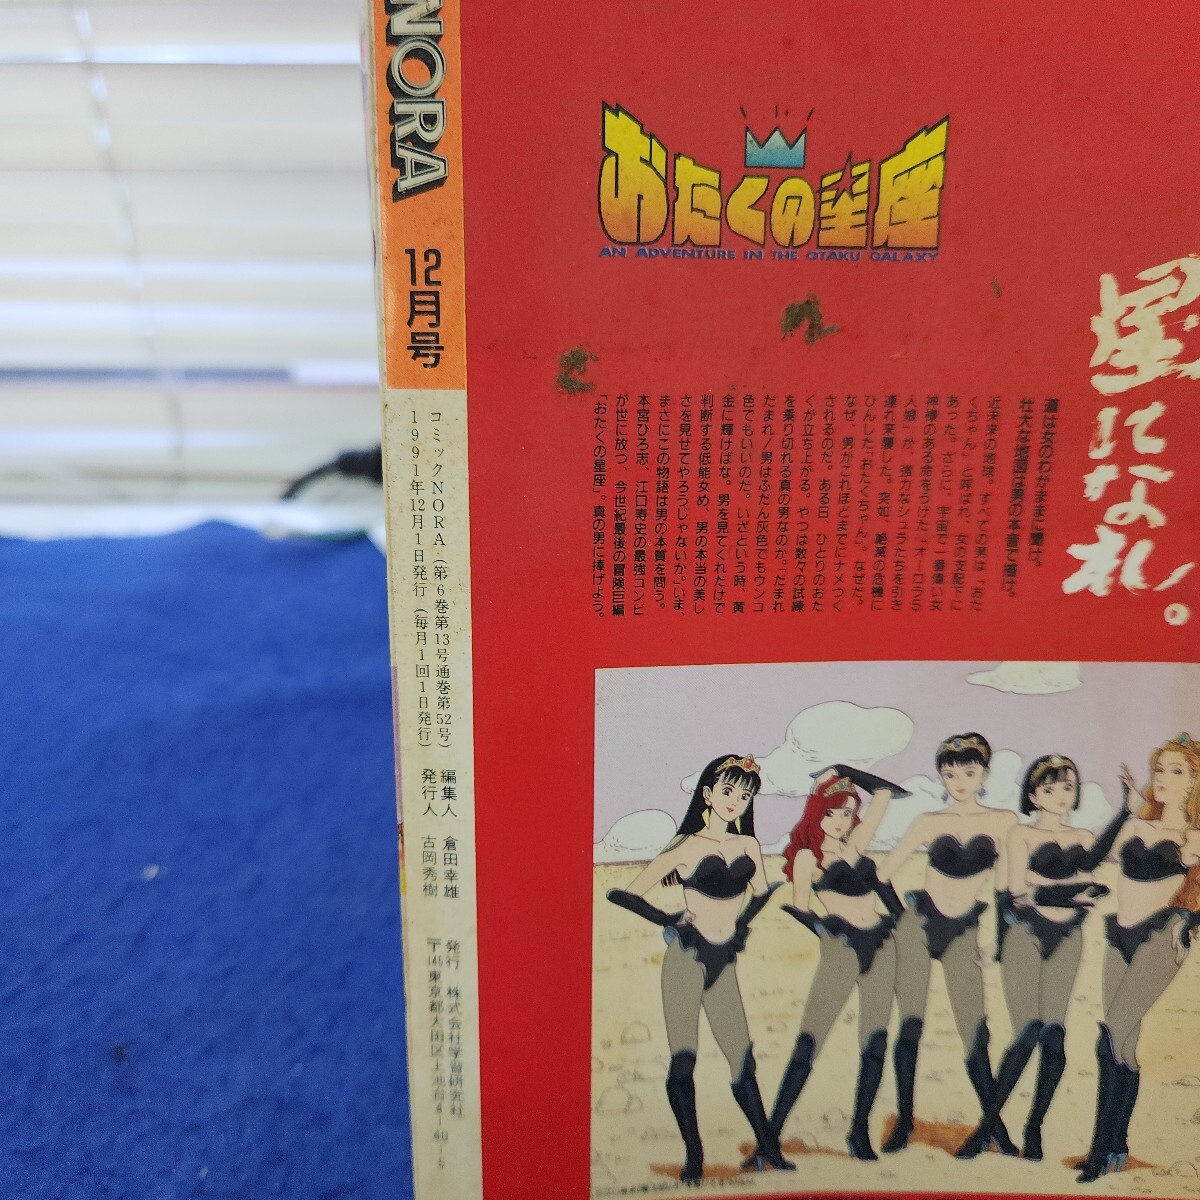 NORA
12月号
コミックNORA(第6巻第13号通巻第52号)
1991年12月1日発行(毎月1回1日発行)
編集人 倉田幸雄
発行人 古岡秀樹
発行 株式会社学習研究社
〒145東京都大田区上池台4-40-5
おたくの星座
AN ADVENTURE IN THE OTAKU GALAXY
星になれ。
道は女のわがままに聞け。
壮大な地図は男の本音で描け。
近未来の地球。すべての男は「おた
くちゃん」と呼ばれ、女の支配下に
あった。さらに、宇宙で一番偉い女
神様のある命をうけた「オーロラ5
人娘」が、強力なシュラたちを引き
連れ来襲した。突如、絶滅の危機に
ひんした「おたくちゃん」。なぜだ。
なぜ、男がこれほどまでにナメつく
されるのだ。ある日、ひとりのおた
くが立ち上がる。やつは数々の試練
を乗り切れる真の男なのか。「だまれ
だまれ!男はふだん灰色でもウンコ
色でもいいのだ。いざという時、黄
金に輝けばな。男を見てくれだけで
判断する低能女め、男の本当の美し
さを見せてやろうじゃないか。」いま、
まさにこの物語は男の本質を問う。
本宮ひろ志、江口寿史の最強コンビ
が世に放つ、今世紀最後の冒険巨編
「おたくの星座」。真の男に捧げよう。